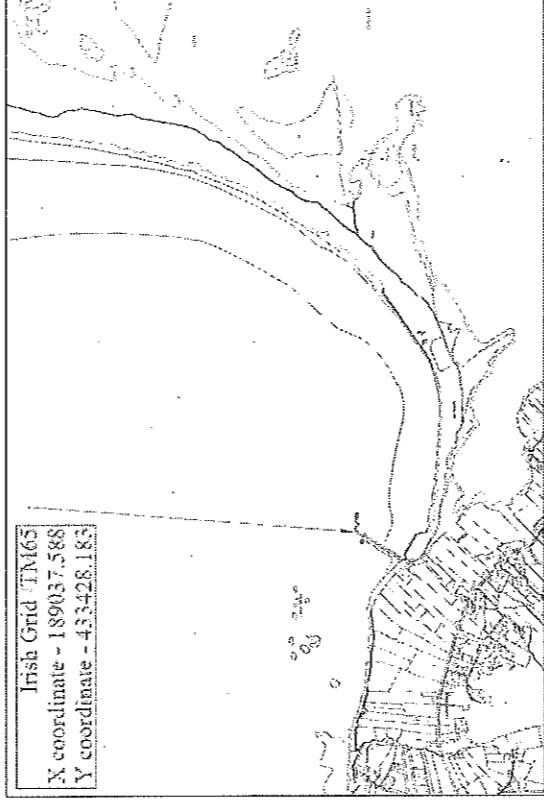 Irish Grid TM65
X coordinate - 189037.588
Y coordinate - 433428.183